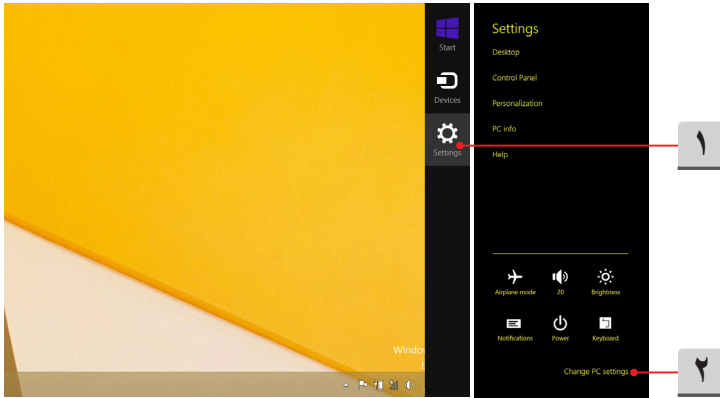 Start
Devices
Settings
Settings
Desktop
Control Panel
Personalization
PC info
Help
Airplane mode
20
Brightness
Notifications
Power
Keyboard
Change PC settings
Window
١
٢